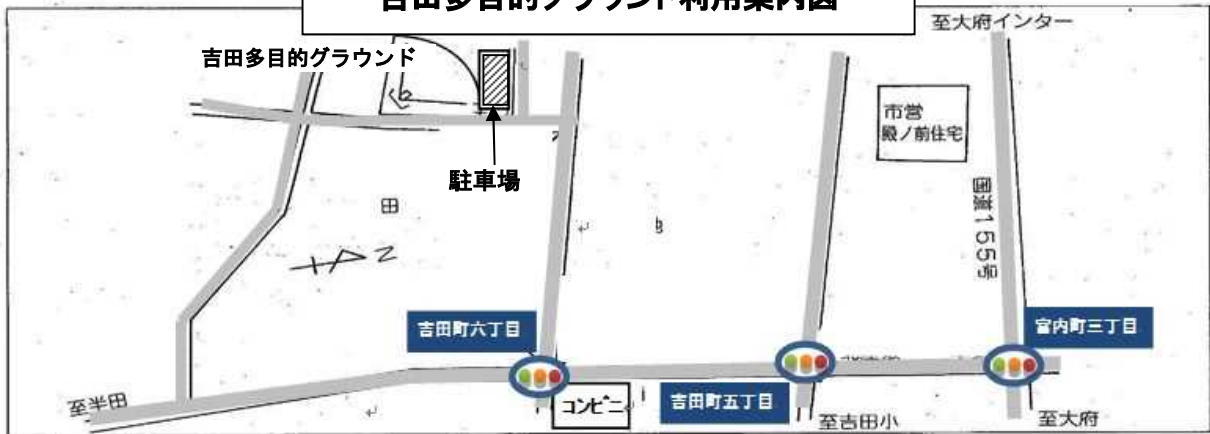 吉田多目的グラウンド利用案内図
至大府インター
吉田多目的グラウンド
市営
殿ノ前住宅
駐車場
田
国道155号
Z
吉田町六丁目
宮内町三丁目
至半田
コンビニ
吉田町五丁目
至吉田小
至大府